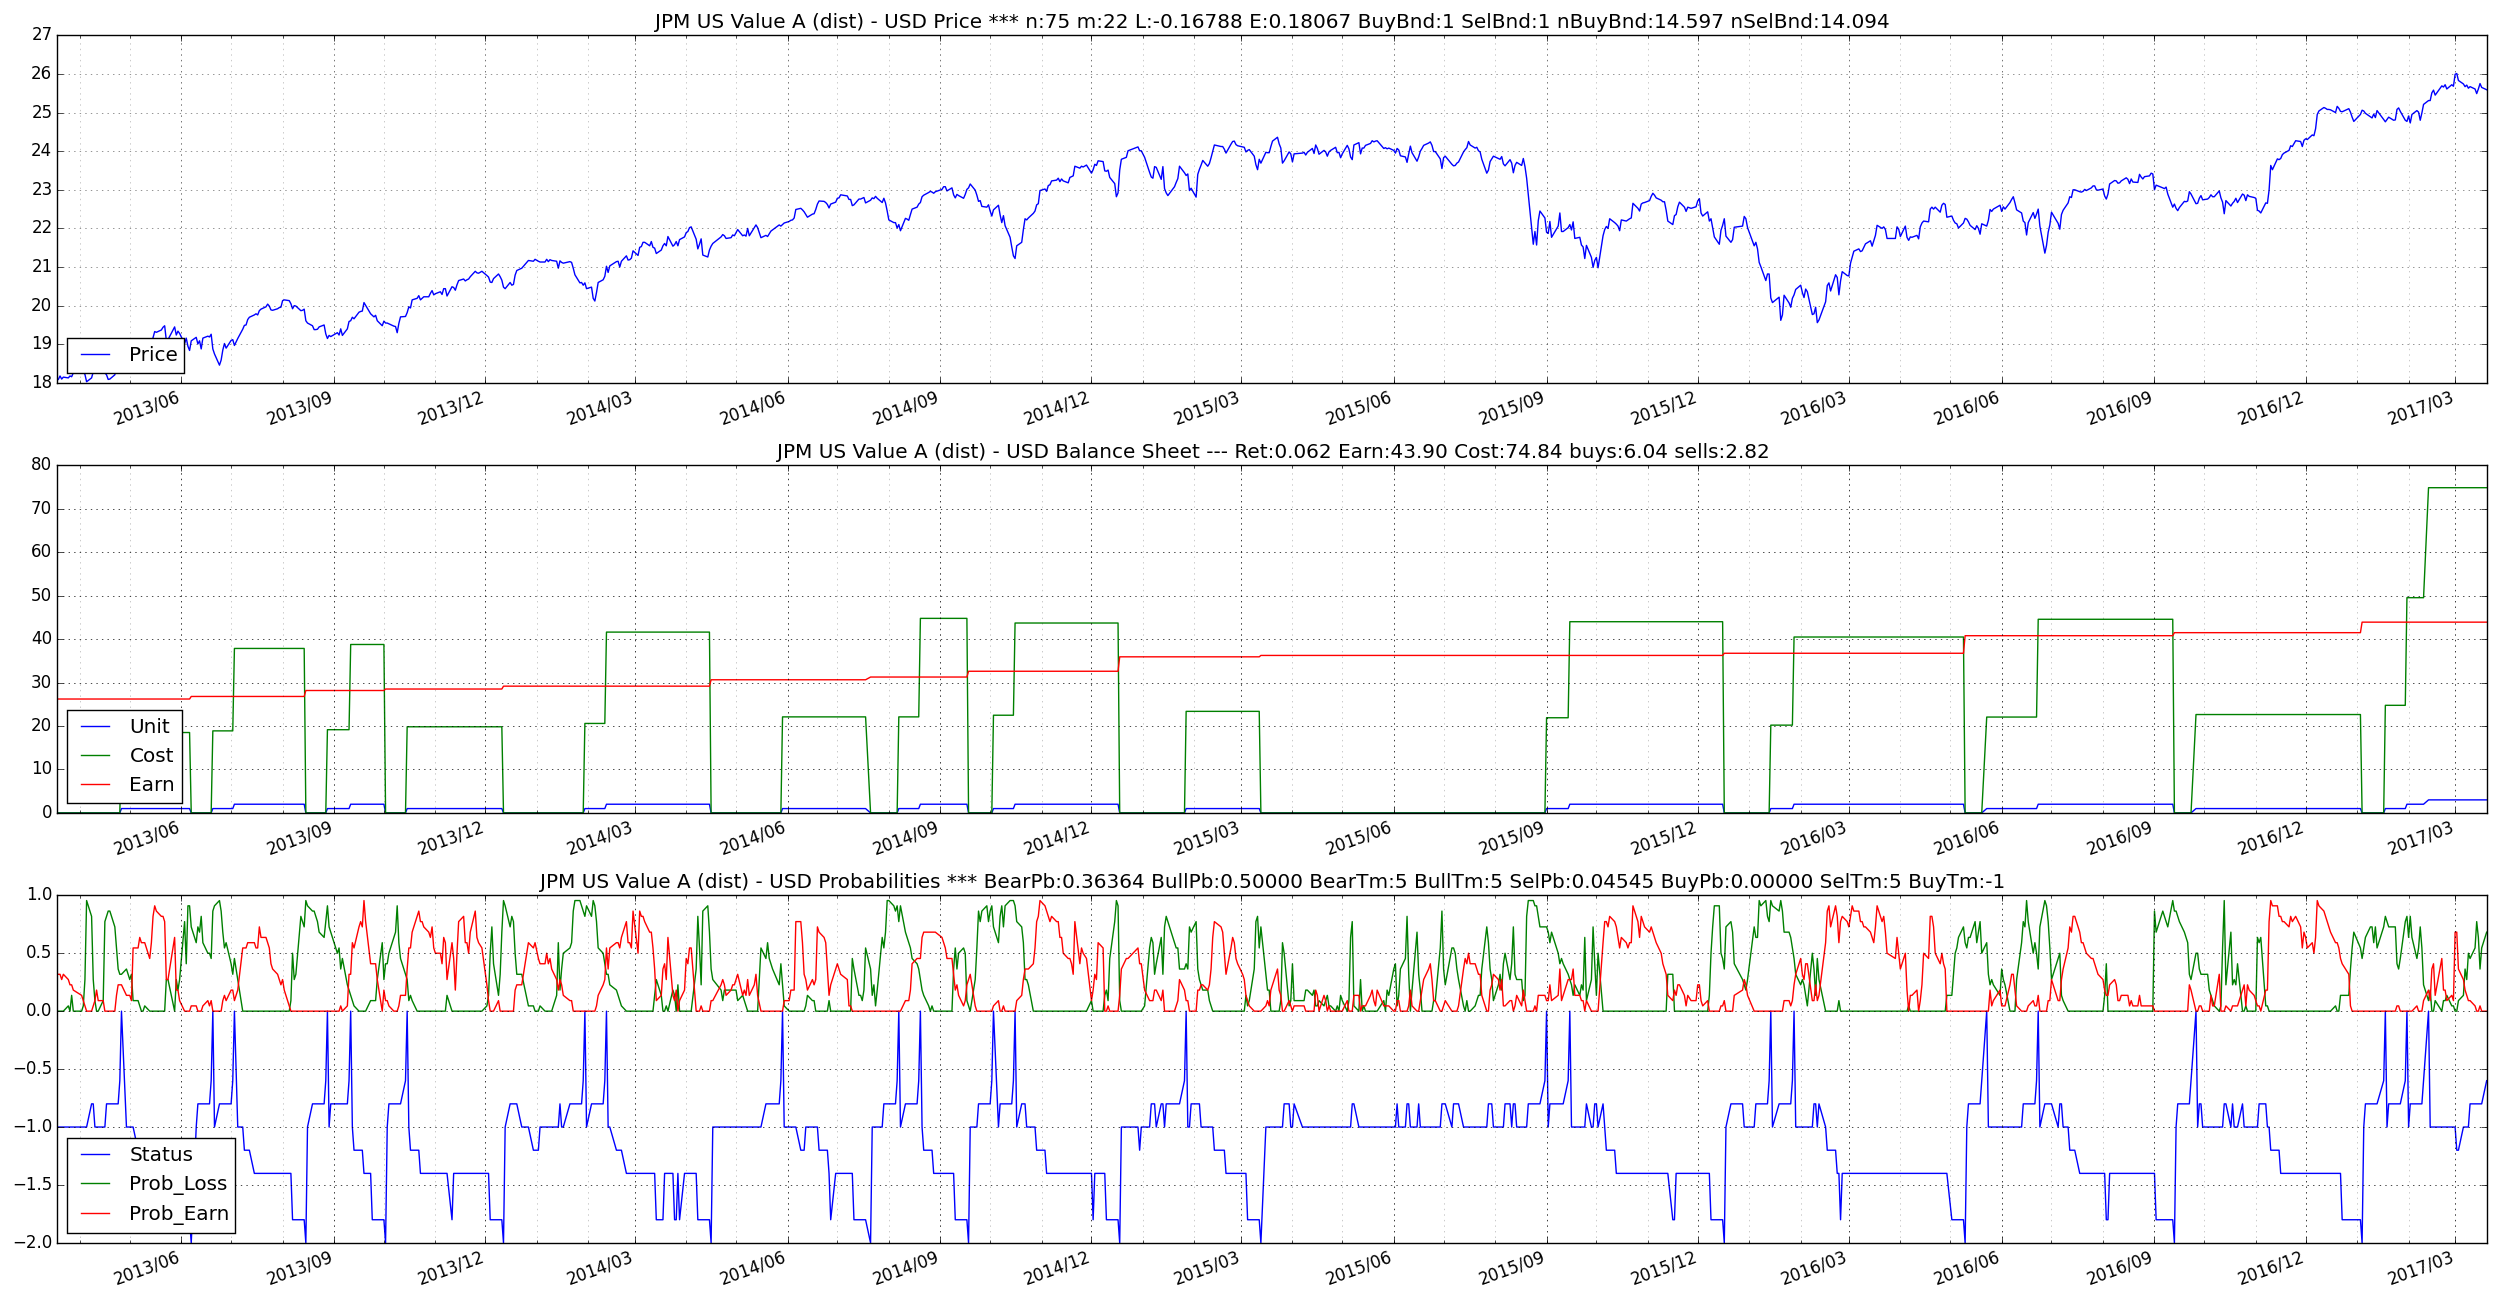 JPM US Value A (dist) - USD Price *** n:75 m:22 L:-0.16788 E:0.18067 BuyBnd:1 SelBnd:1 nBuyBnd:14.597 nSelBnd:14.094
27
26
25
24
23
22
21
20
19
18
Price
2013/06 2013/09 2013/12 2014/03 2014/06 2014/09 2014/12 2015/03 2015/06 2015/09 2015/12 2016/03 2016/06 2016/09 2016/12 2017/03
JPM US Value A (dist) - USD Balance Sheet --- Ret:0.062 Earn:43.90 Cost:74.84 buys:6.04 sells:2.82
80
70
60
50
40
30
20
10
0
Unit
Cost
Earn
2013/06 2013/09 2013/12 2014/03 2014/06 2014/09 2014/12 2015/03 2015/06 2015/09 2015/12 2016/03 2016/06 2016/09 2016/12 2017/03
JPM US Value A (dist) - USD Probabilities *** BearPb:0.36364 BullPb:0.50000 BearTm:5 BullTm:5 SelPb:0.04545 BuyPb:0.00000 SelTm:5 BuyTm:-1
1.0
0.5
0.0
−0.5
−1.0
−1.5
−2.0
Status
Prob_Loss
Prob_Earn
2013/06 2013/09 2013/12 2014/03 2014/06 2014/09 2014/12 2015/03 2015/06 2015/09 2015/12 2016/03 2016/06 2016/09 2016/12 2017/03